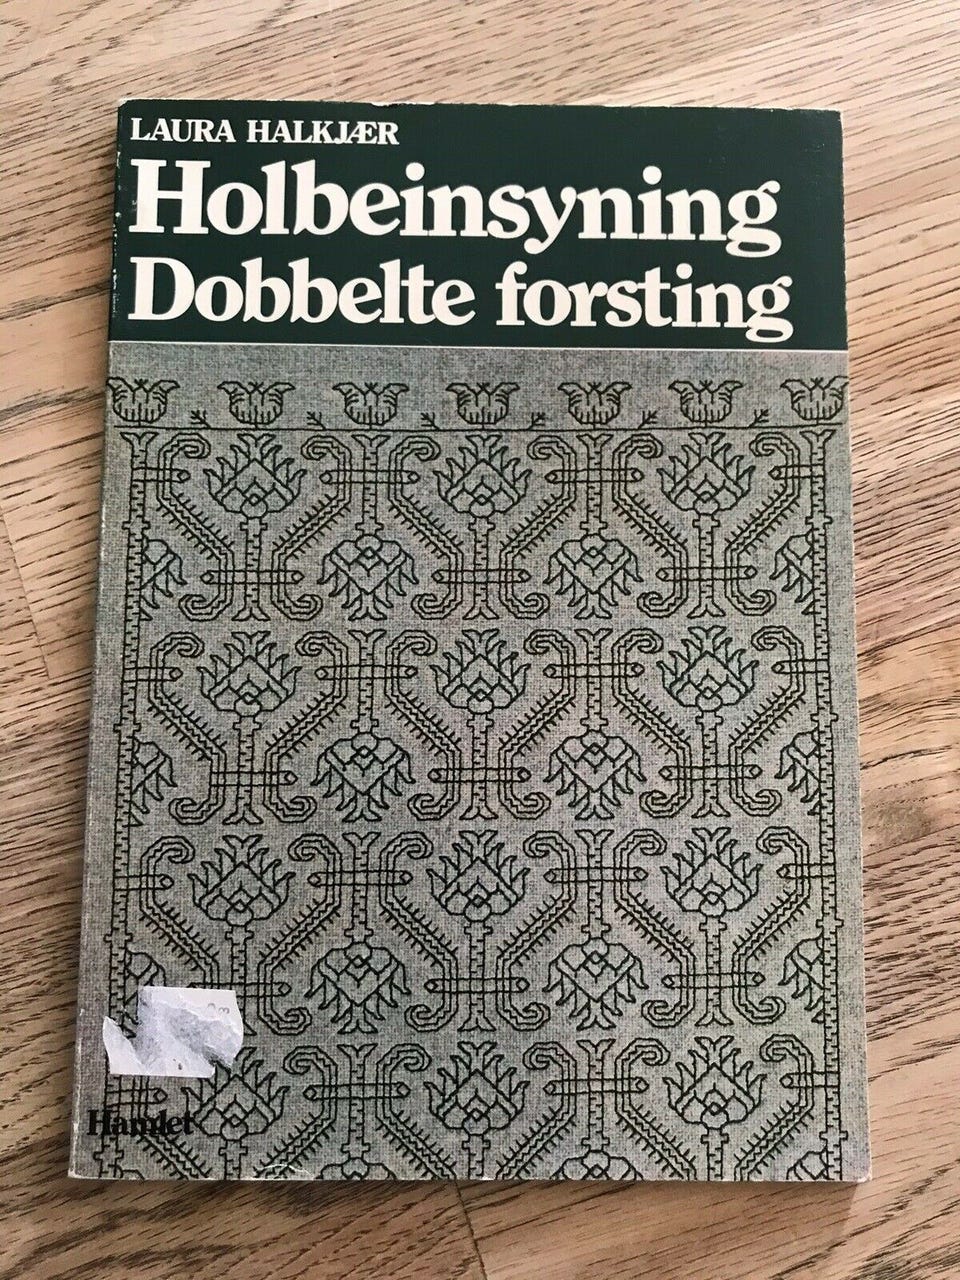 LAURA HALKJÆR
Holbeinsyning
Dobbelte forsting
Hamlet